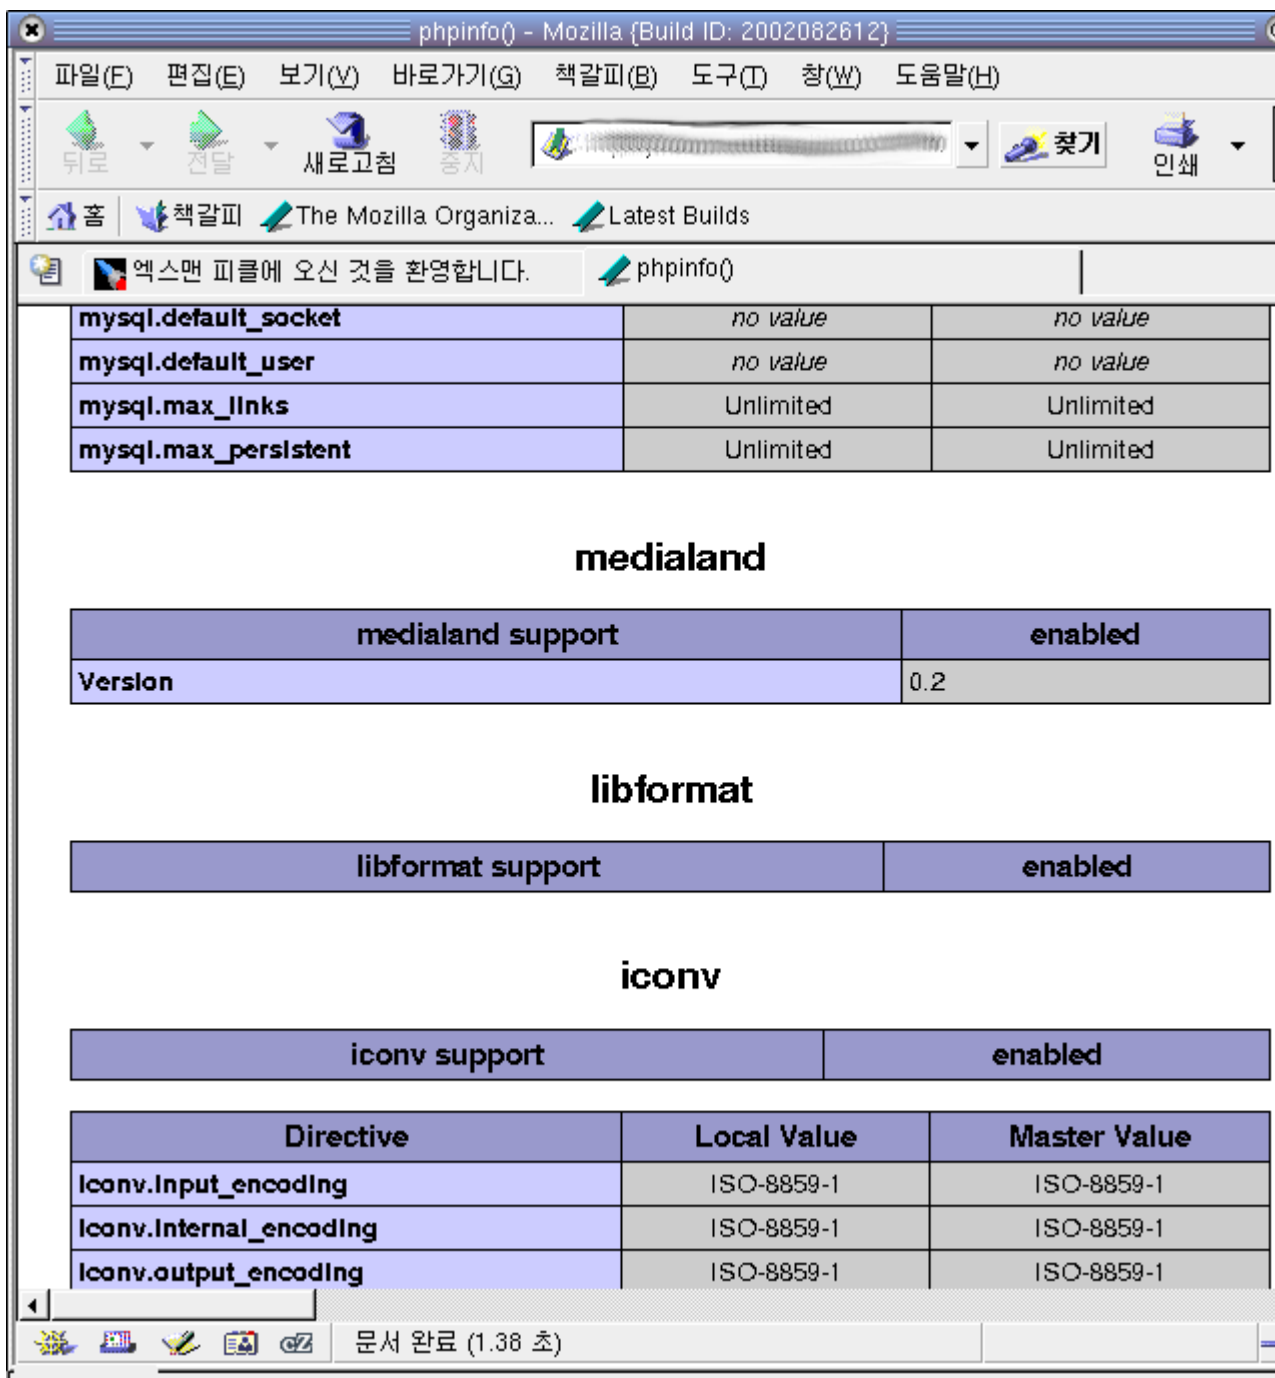 phpinfo() - Mozilla {Build ID: 2002082612}
파일(F) 편집(E) 보기(V) 바로가기(G) 책갈피(B) 도구(T) 창(W) 도움말(H)
뒤로 전달 새로고침 중지 찾기 인쇄
홈 책갈피 The Mozilla Organiza... Latest Builds
엑스맨 피클에 오신 것을 환영합니다. phpinfo()
mysql.default_socket no value no value
mysql.default_user no value no value
mysql.max_links Unlimited Unlimited
mysql.max_persistent Unlimited Unlimited
medialand
medialand support enabled
Version 0.2
libformat
libformat support enabled
iconv
iconv support enabled
Directive Local Value Master Value
iconv.input_encoding ISO-8859-1 ISO-8859-1
iconv.internal_encoding ISO-8859-1 ISO-8859-1
iconv.output_encoding ISO-8859-1 ISO-8859-1
cZ 문서 완료 (1.38 초)